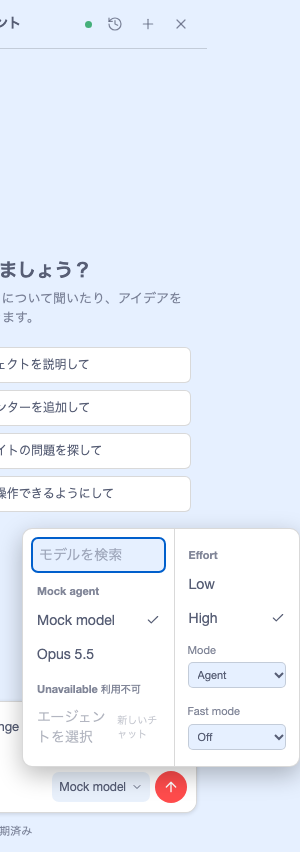 ント
ましょう？
について聞いたり、アイデアを
ます。
ェクトを説明して
ンターを追加して
イトの問題を探して
操作できるようにして
モデルを検索
Mock agent
Mock model
Opus 5.5
Unavailable 利用不可
エージェン
トを選択
新しいチ
ャット
Effort
Low
High
Mode
Agent
Fast mode
Off
nge
Mock model
期済み